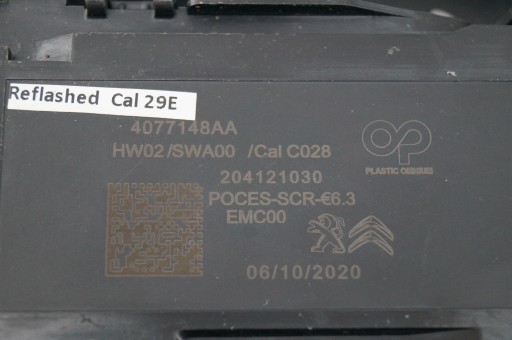 Reflashed Cal 29E
4077148AA
HW02/SWA00 /Cal C028
OP
PLASTIC OMNIUM
204121030
POCES-SCR-€6.3
EMC00
06/10/2020